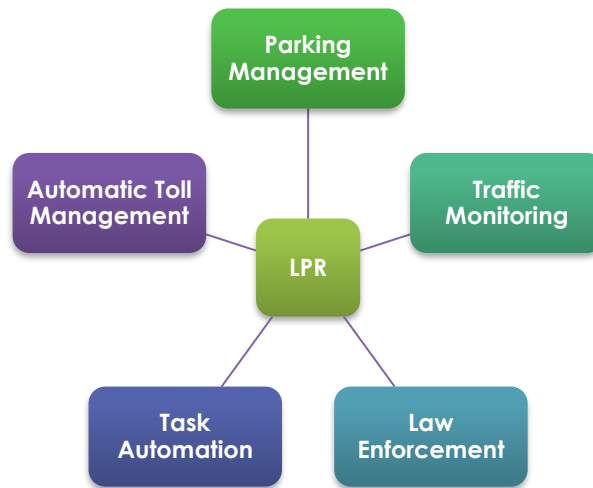 Parking
Management
Automatic Toll
Management
Traffic
Monitoring
LPR
Task
Automation
Law
Enforcement